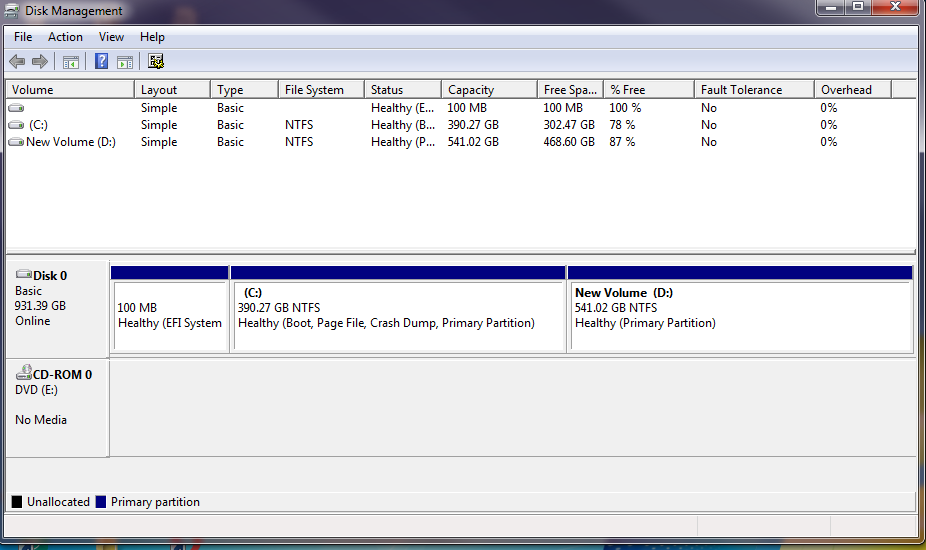 Disk Management
File Action View Help
Volume Layout Type File System Status Capacity Free Spa... % Free Fault Tolerance Overhead
Simple Basic Healthy (E... 100 MB 100 MB 100 % No 0%
(C:) Simple Basic NTFS Healthy (B... 390.27 GB 302.47 GB 78 % No 0%
New Volume (D:) Simple Basic NTFS Healthy (P... 541.02 GB 468.60 GB 87 % No 0%
Disk 0
Basic
931.39 GB
Online
100 MB
Healthy (EFI System
(C:)
390.27 GB NTFS
Healthy (Boot, Page File, Crash Dump, Primary Partition)
New Volume (D:)
541.02 GB NTFS
Healthy (Primary Partition)
CD-ROM 0
DVD (E:)
No Media
Unallocated Primary partition